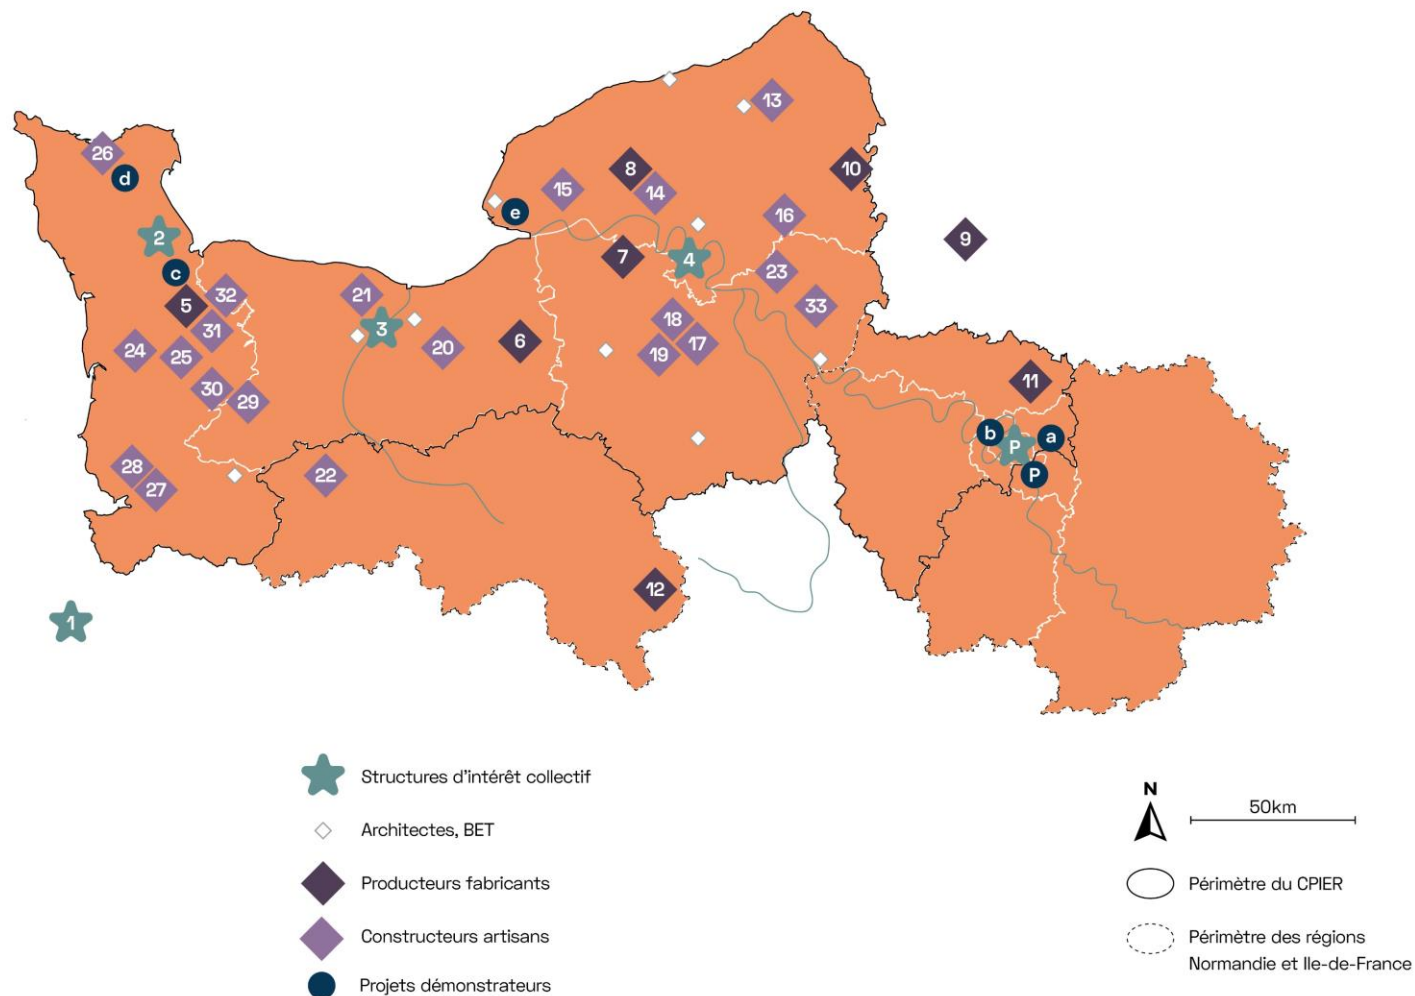 13
26
d
8
10
15
14
e
16
2
4
9
7
c
23
32
21
5
33
31
3
18
24
25
20
6
19
17
30
29
11
b
P
a
28
27
22
P
12
1
Structures d'intérêt collectif
Architectes, BET
Producteurs fabricants
Constructeurs artisans
Projets démonstrateurs
N
50km
Périmètre du CPIER
Périmètre des régions
Normandie et Ile-de-France